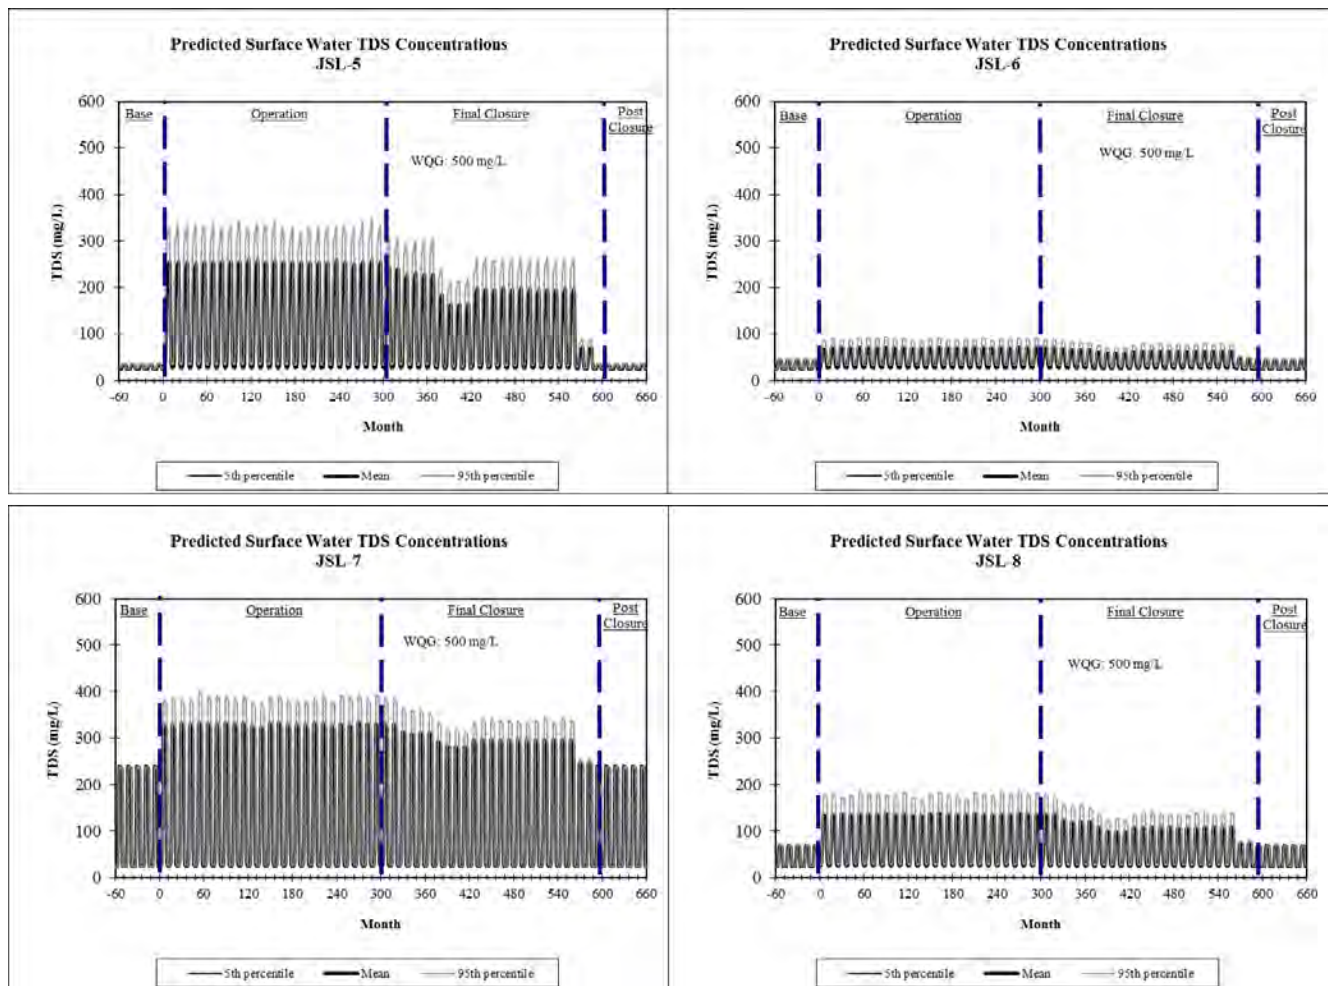 Predicted Surface Water TDS Concentrations
JSL-5
600
500
400
300
200
100
0
TDS (mg/L)
Base
Operation
Final Closure
Post
Closure
WQG: 500 mg/L
-60 0 60 120 180 240 300 360 420 480 540 600 660
Month
5th percentile Mean 95th percentile
Predicted Surface Water TDS Concentrations
JSL-6
600
500
400
300
200
100
0
TDS (mg/L)
Base
Operation
Final Closure
Post
Closure
WQG: 500 mg/L
-60 0 60 120 180 240 300 360 420 480 540 600 660
Month
5th percentile Mean 95th percentile
Predicted Surface Water TDS Concentrations
JSL-7
600
500
400
300
200
100
0
TDS (mg/L)
Base
Operation
Final Closure
Post
Closure
WQG: 500 mg/L
-60 0 60 120 180 240 300 360 420 480 540 600 660
Month
5th percentile Mean 95th percentile
Predicted Surface Water TDS Concentrations
JSL-8
600
500
400
300
200
100
0
TDS (mg/L)
Base
Operation
Final Closure
Post
Closure
WQG: 500 mg/L
-60 0 60 120 180 240 300 360 420 480 540 600 660
Month
5th percentile Mean 95th percentile